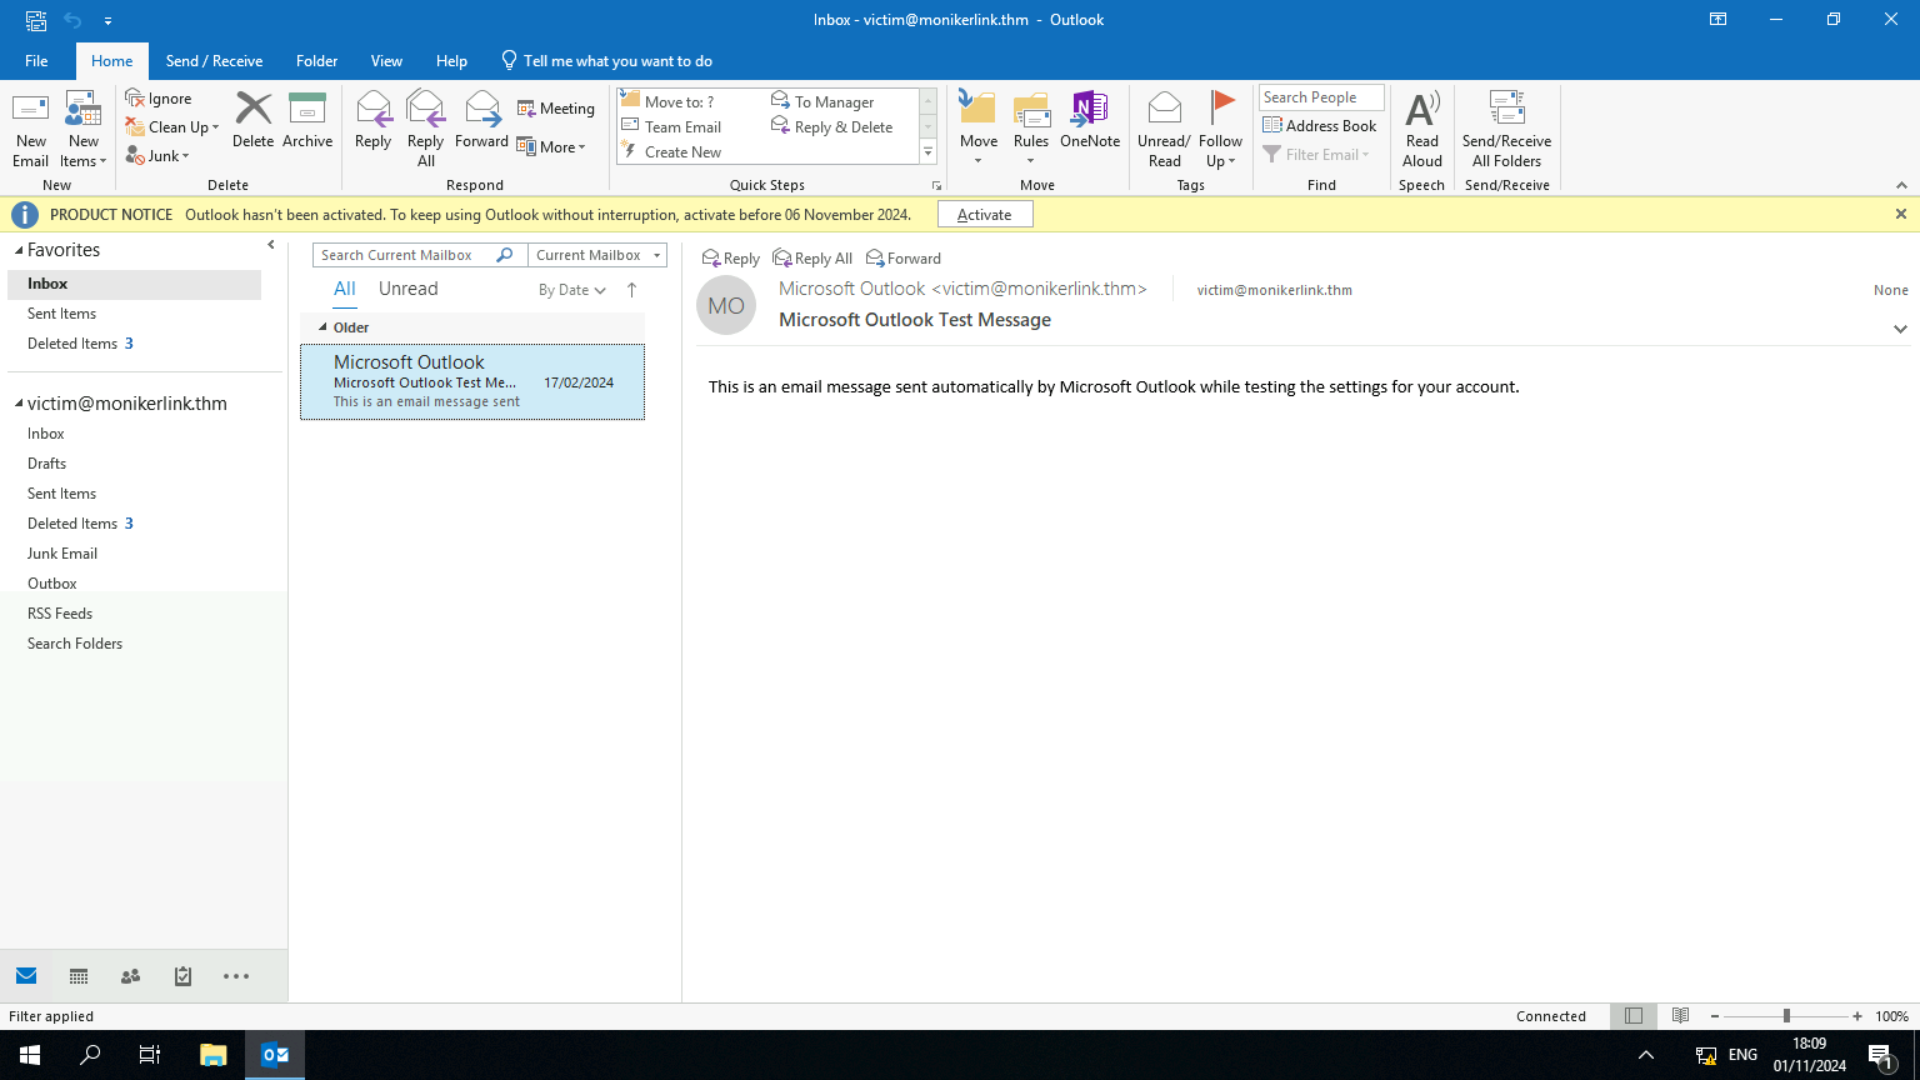 Inbox - victim@monikerlink.thm - Outlook
File Home Send / Receive Folder View Help Tell me what you want to do
New Email
New Items
New
Ignore
Clean Up
Junk
Delete
Archive
Delete
Reply
Reply All
Forward
Meeting
More
Respond
Move to: ?
Team Email
Create New
To Manager
Reply & Delete
Quick Steps
Move
Rules
OneNote
Move
Unread/ Read
Follow Up
Tags
Search People
Address Book
Filter Email
Find
Read Aloud
Speech
Send/Receive All Folders
Send/Receive
PRODUCT NOTICE Outlook hasn't been activated. To keep using Outlook without interruption, activate before 06 November 2024. Activate
Favorites
Inbox
Sent Items
Deleted Items 3
victim@monikerlink.thm
Inbox
Drafts
Sent Items
Deleted Items 3
Junk Email
Outbox
RSS Feeds
Search Folders
Search Current Mailbox Current Mailbox
All Unread By Date
Older
Microsoft Outlook
Microsoft Outlook Test Me... 17/02/2024
This is an email message sent
Reply Reply All Forward
MO
Microsoft Outlook <victim@monikerlink.thm> victim@monikerlink.thm None
Microsoft Outlook Test Message
This is an email message sent automatically by Microsoft Outlook while testing the settings for your account.
Filter applied Connected 100%
ENG
18:09
01/11/2024
1